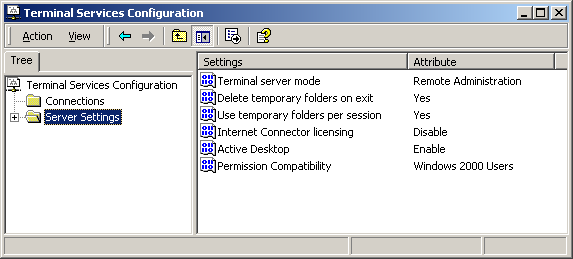 Terminal Services Configuration
Action View
Tree
Terminal Services Configuration
Connections
Server Settings
Settings Attribute
Terminal server mode Remote Administration
Delete temporary folders on exit Yes
Use temporary folders per session Yes
Internet Connector licensing Disable
Active Desktop Enable
Permission Compatibility Windows 2000 Users